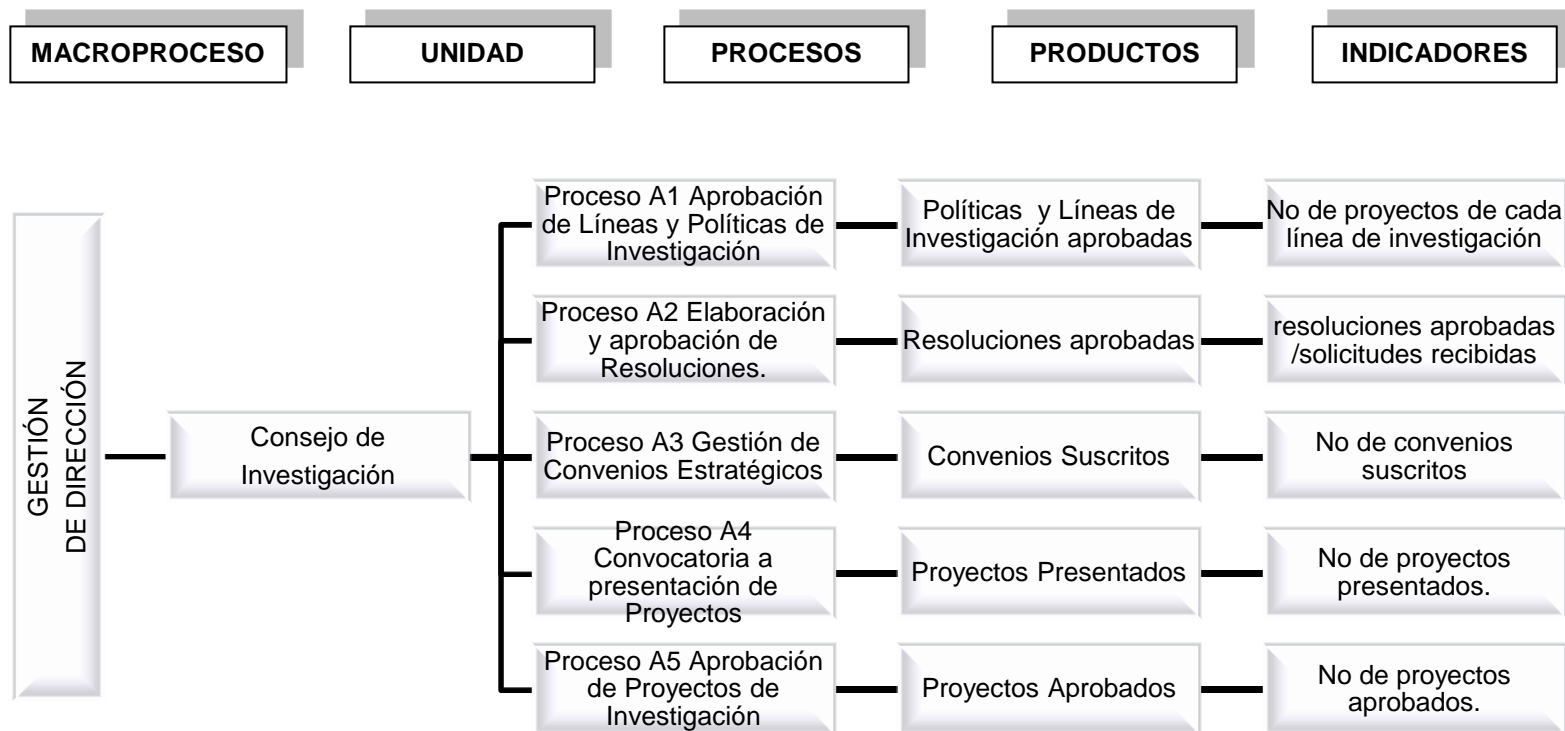 MACROPROCESO
UNIDAD
PROCESOS
PRODUCTOS
INDICADORES
GESTIÓN
DE DIRECCIÓN
Consejo de
Investigación
Proceso A1 Aprobación
de Líneas y Políticas de
Investigación
Políticas y Líneas de
Investigación aprobadas
No de proyectos de cada
línea de investigación
Proceso A2 Elaboración
y aprobación de
Resoluciones.
Resoluciones aprobadas
resoluciones aprobadas
/solicitudes recibidas
Proceso A3 Gestión de
Convenios Estratégicos
Convenios Suscritos
No de convenios
suscritos
Proceso A4
Convocatoria a
presentación de
Proyectos
Proyectos Presentados
No de proyectos
presentados.
Proceso A5 Aprobación
de Proyectos de
Investigación
Proyectos Aprobados
No de proyectos
aprobados.